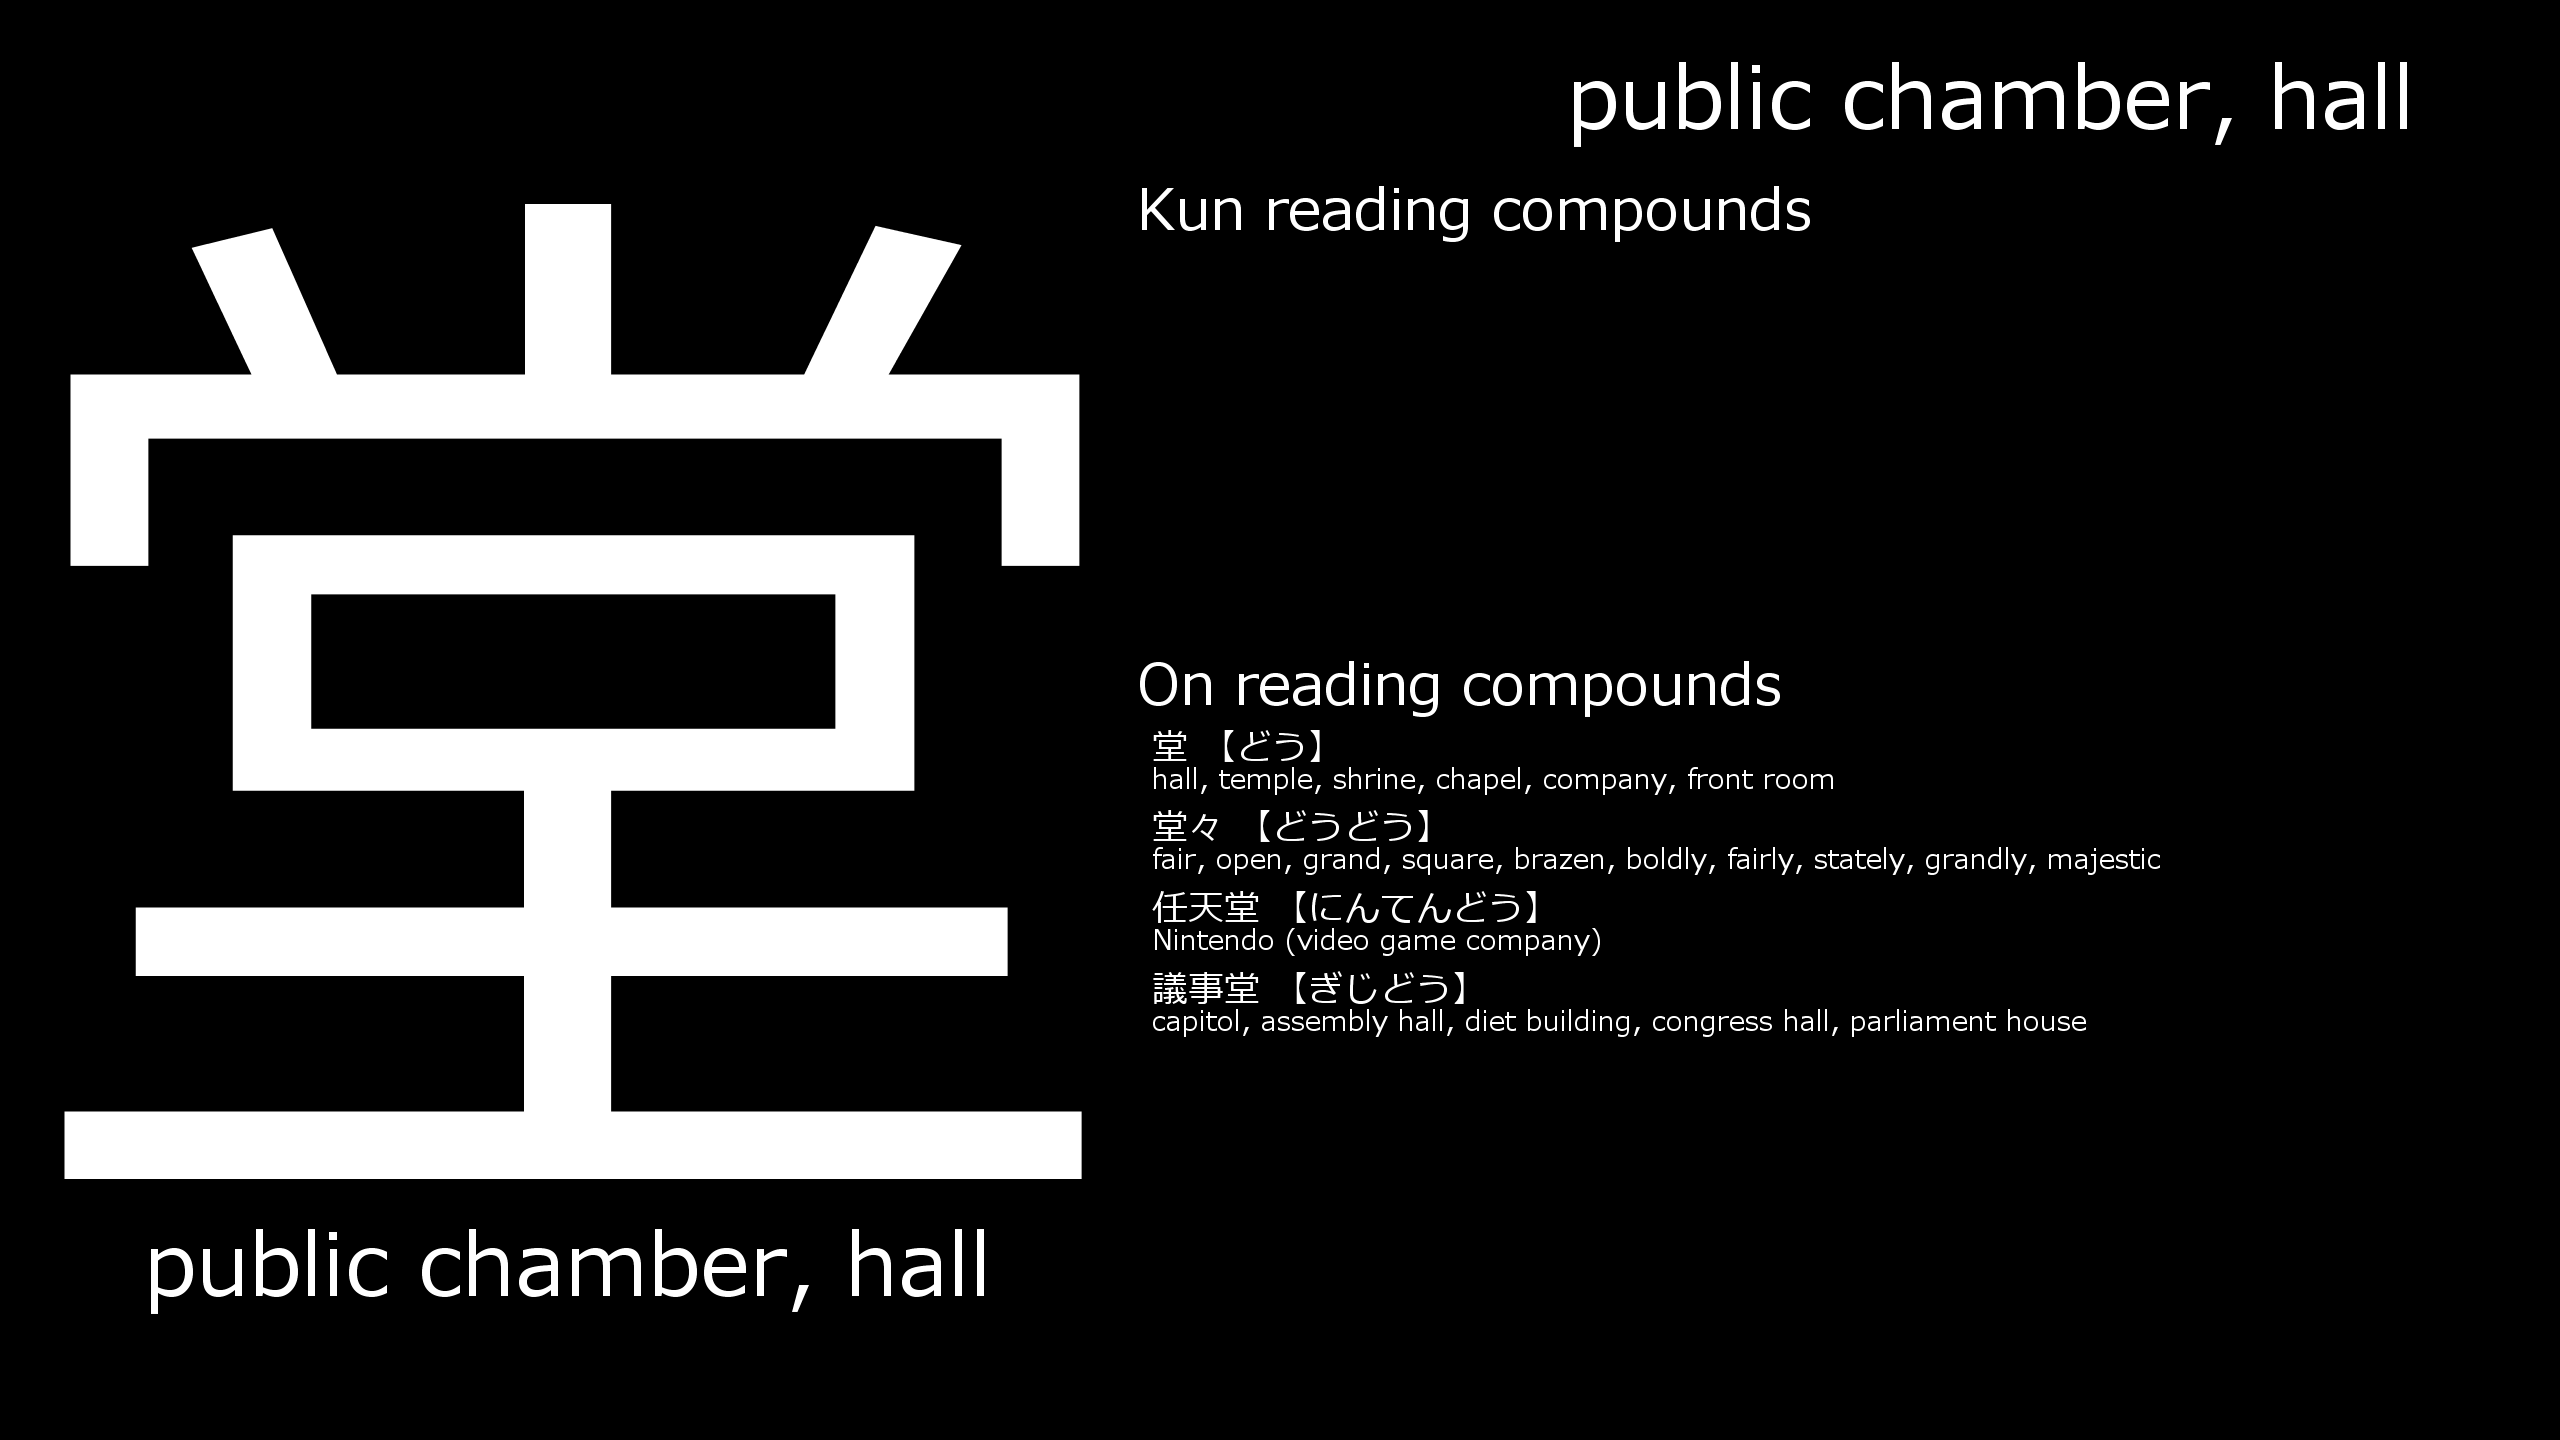 堂
public chamber, hall
public chamber, hall
Kun reading compounds
On reading compounds
堂 【どう】
hall, temple, shrine, chapel, company, front room
堂々 【どうどう】
fair, open, grand, square, brazen, boldly, fairly, stately, grandly, majestic
任天堂 【にんてんどう】
Nintendo (video game company)
議事堂 【ぎじどう】
capitol, assembly hall, diet building, congress hall, parliament house